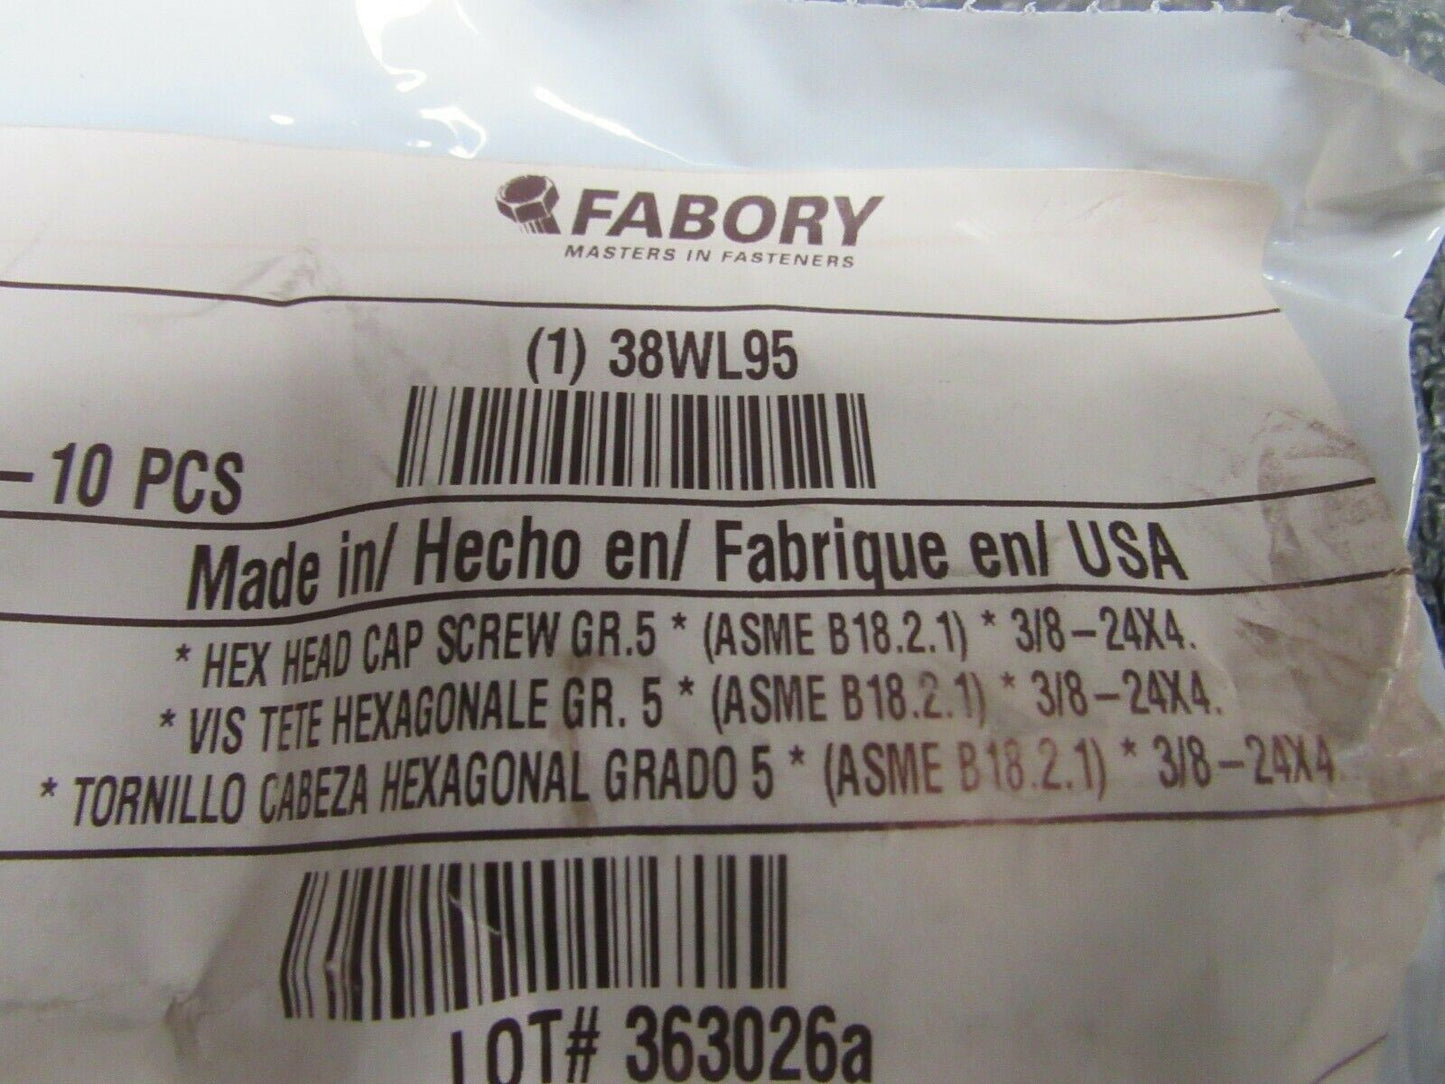 FABORY
MASTERS IN FASTENERS
(1) 38WL95
- 10 PCS
Made in/ Hecho en/ Fabrique en/ USA
* HEX HEAD CAP SCREW GR.5 * (ASME B18.2.1) * 3/8-24X4.
* VIS TETE HEXAGONALE GR. 5 * (ASME B18.2.1) * 3/8-24X4.
* TORNILLO CABEZA HEXAGONAL GRADO 5 * (ASME B18.2.1) * 3/8-24X4.
LOT# 363026a